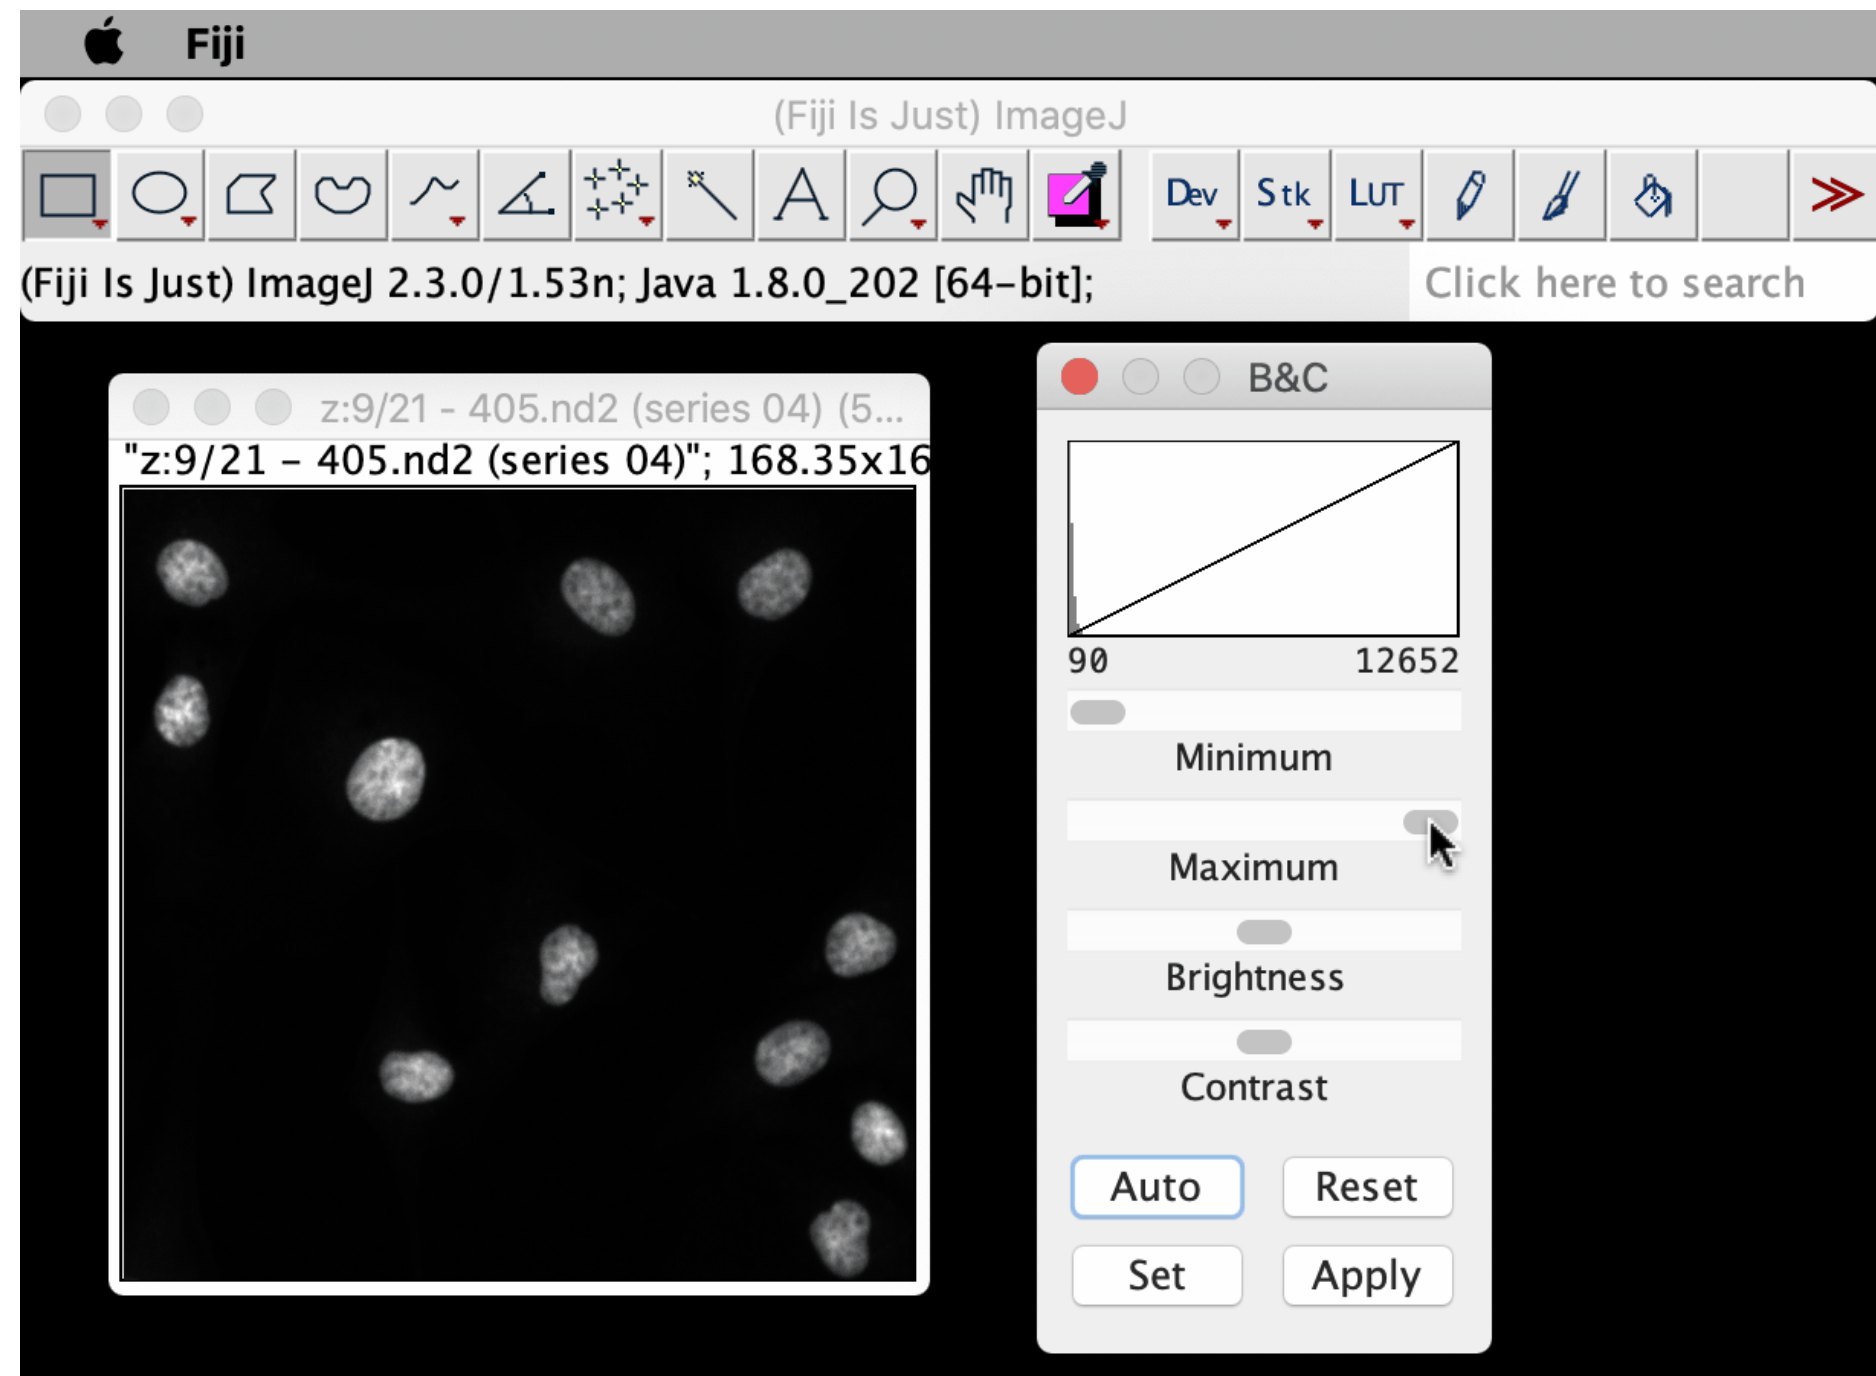 Fiji
(Fiji Is Just) ImageJ
A Dev Stk LUT
(Fiji Is Just) ImageJ 2.3.0/1.53n; Java 1.8.0_202 [64-bit]; Click here to search
B&C
z:9/21 - 405.nd2 (series 04) (5...
"z:9/21 - 405.nd2 (series 04)"; 168.35x16
90 12652
Minimum
Maximum
Brightness
Contrast
Auto Reset
Set Apply